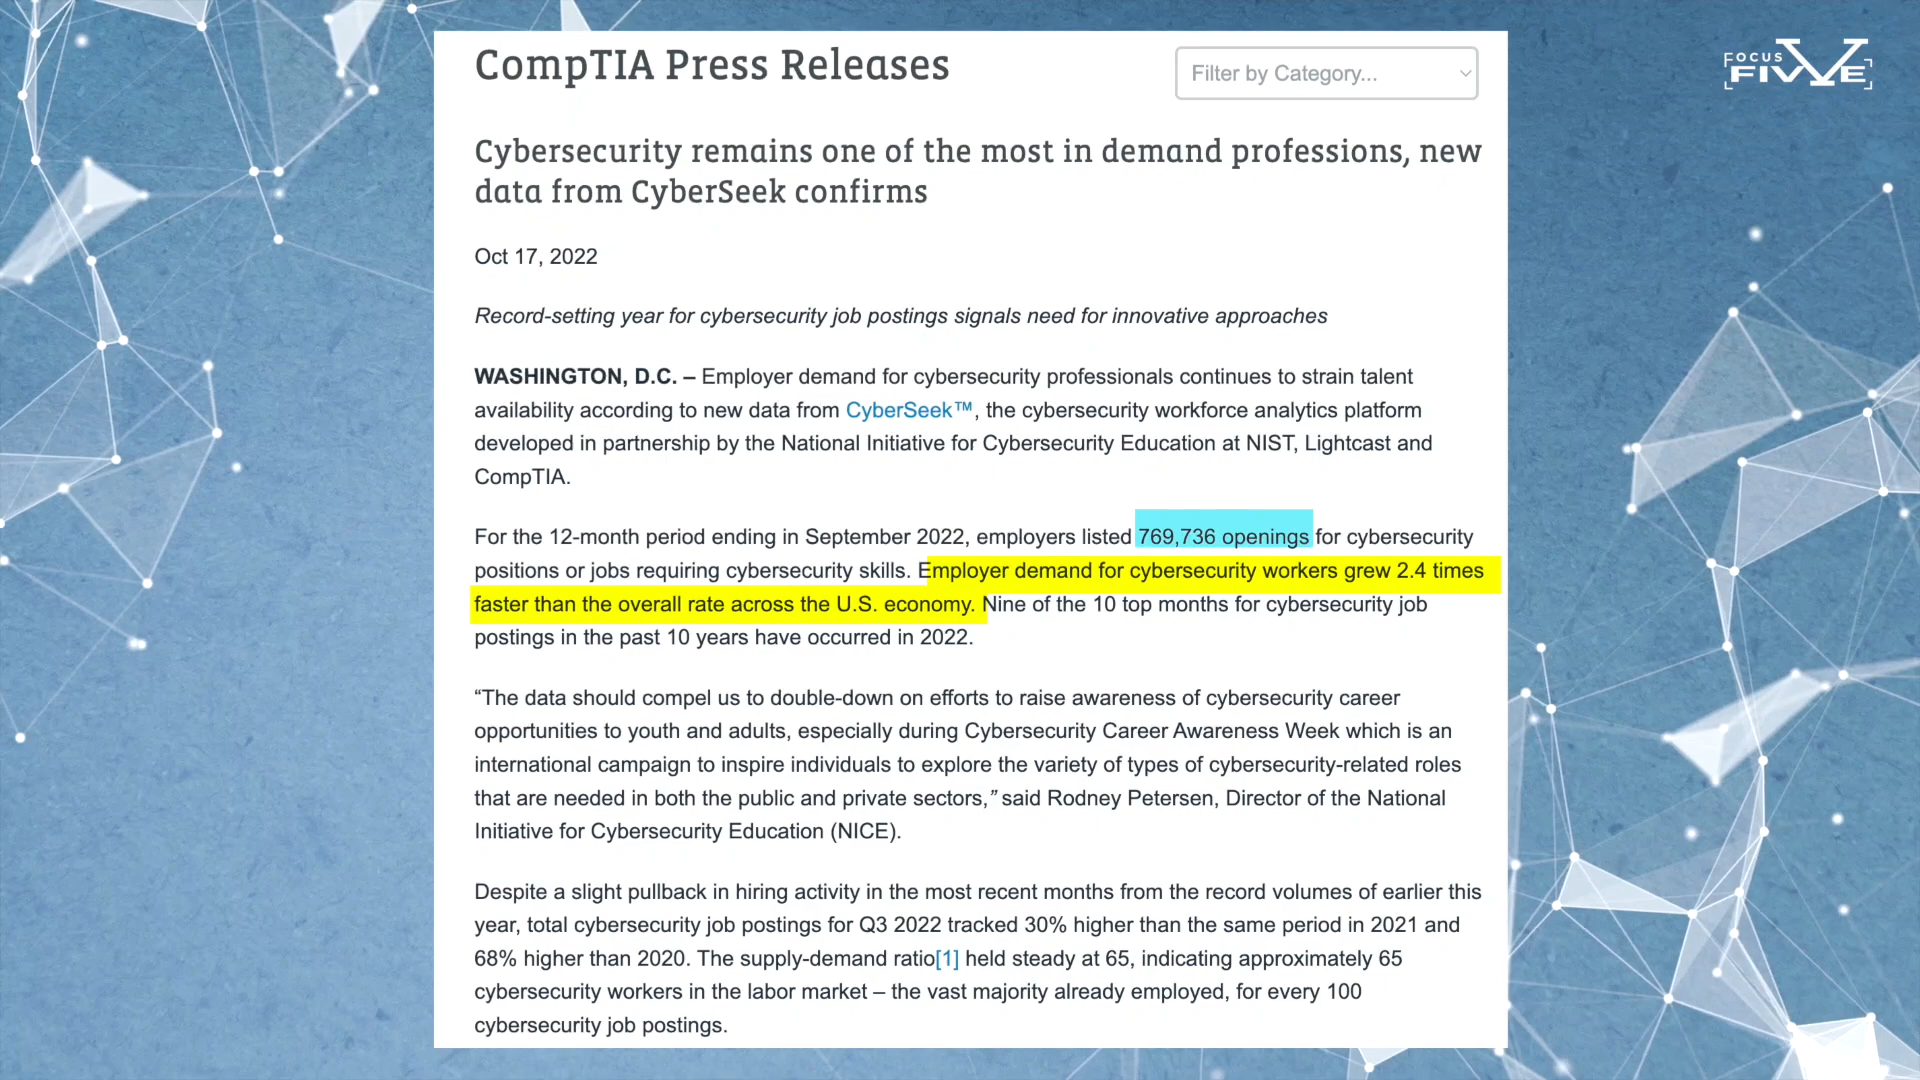 CompTIA Press Releases
Filter by Category...
FOCUS
FIVE
Cybersecurity remains one of the most in demand professions, new
data from CyberSeek confirms
Oct 17, 2022
Record-setting year for cybersecurity job postings signals need for innovative approaches
WASHINGTON, D.C. – Employer demand for cybersecurity professionals continues to strain talent
availability according to new data from CyberSeek™, the cybersecurity workforce analytics platform
developed in partnership by the National Initiative for Cybersecurity Education at NIST, Lightcast and
CompTIA.
For the 12-month period ending in September 2022, employers listed 769,736 openings for cybersecurity
positions or jobs requiring cybersecurity skills. Employer demand for cybersecurity workers grew 2.4 times
faster than the overall rate across the U.S. economy. Nine of the 10 top months for cybersecurity job
postings in the past 10 years have occurred in 2022.
“The data should compel us to double-down on efforts to raise awareness of cybersecurity career
opportunities to youth and adults, especially during Cybersecurity Career Awareness Week which is an
international campaign to inspire individuals to explore the variety of types of cybersecurity-related roles
that are needed in both the public and private sectors,” said Rodney Petersen, Director of the National
Initiative for Cybersecurity Education (NICE).
Despite a slight pullback in hiring activity in the most recent months from the record volumes of earlier this
year, total cybersecurity job postings for Q3 2022 tracked 30% higher than the same period in 2021 and
68% higher than 2020. The supply-demand ratio[1] held steady at 65, indicating approximately 65
cybersecurity workers in the labor market – the vast majority already employed, for every 100
cybersecurity job postings.